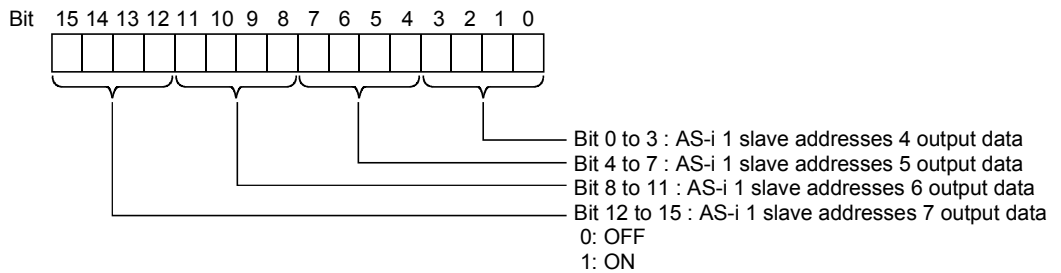 Bit 15 14 13 12 11 10 9 8 7 6 5 4 3 2 1 0
Bit 0 to 3 : AS-i 1 slave addresses 4 output data
Bit 4 to 7 : AS-i 1 slave addresses 5 output data
Bit 8 to 11 : AS-i 1 slave addresses 6 output data
Bit 12 to 15 : AS-i 1 slave addresses 7 output data
0: OFF
1: ON